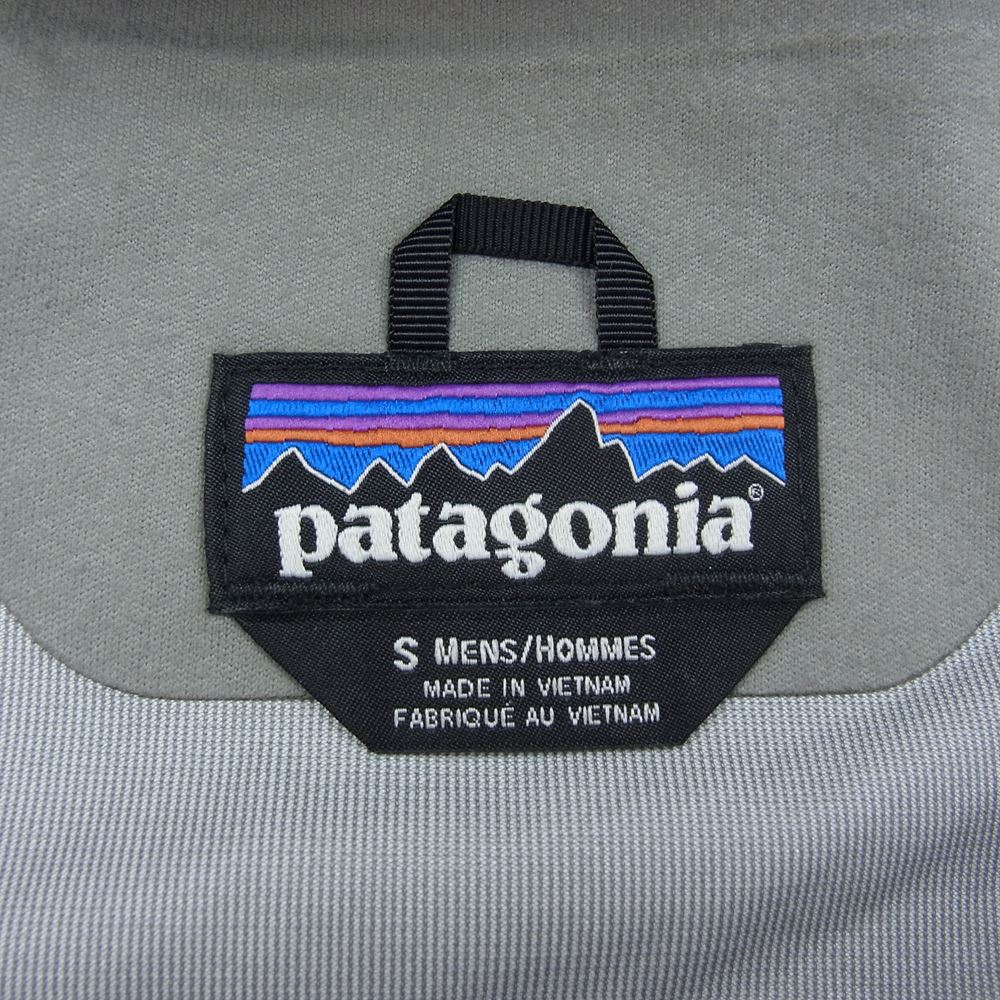 patagonia®
S MENS/HOMMES
MADE IN VIETNAM
FABRIQUÉ AU VIETNAM